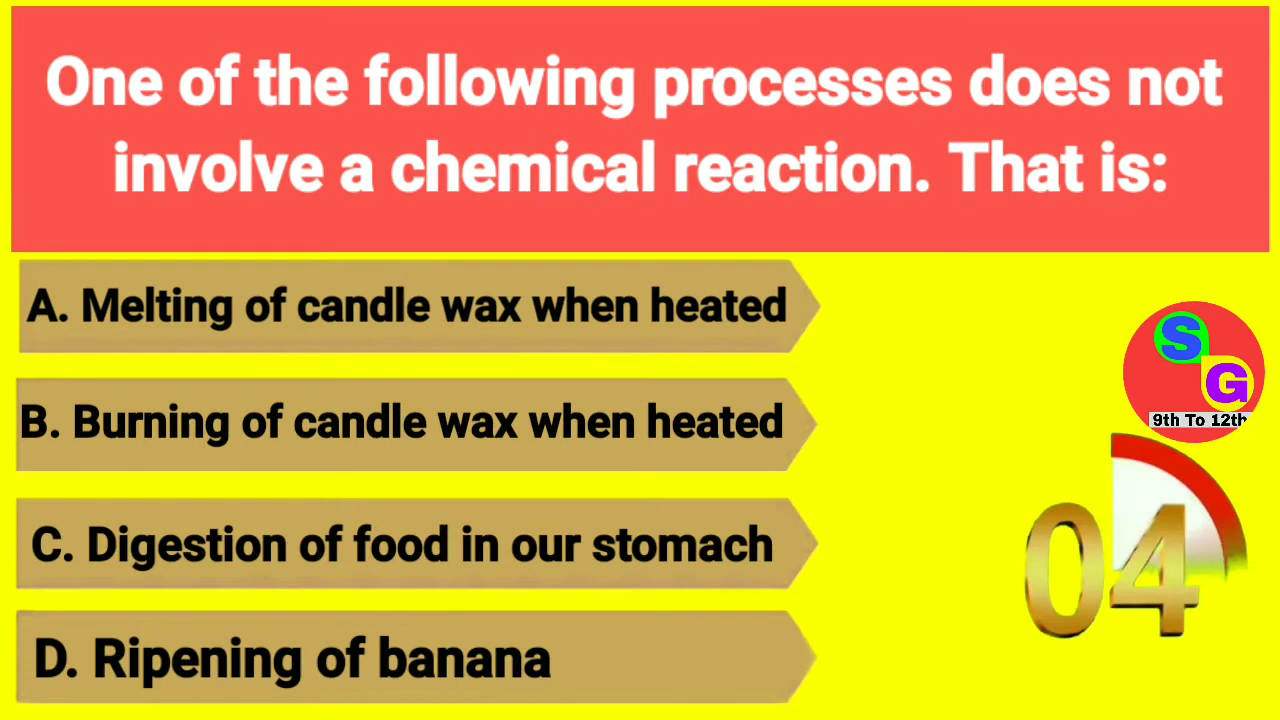 One of the following processes does not
involve a chemical reaction. That is:
A. Melting of candle wax when heated
B. Burning of candle wax when heated
C. Digestion of food in our stomach
D. Ripening of banana
S
G
9th To 12th
04